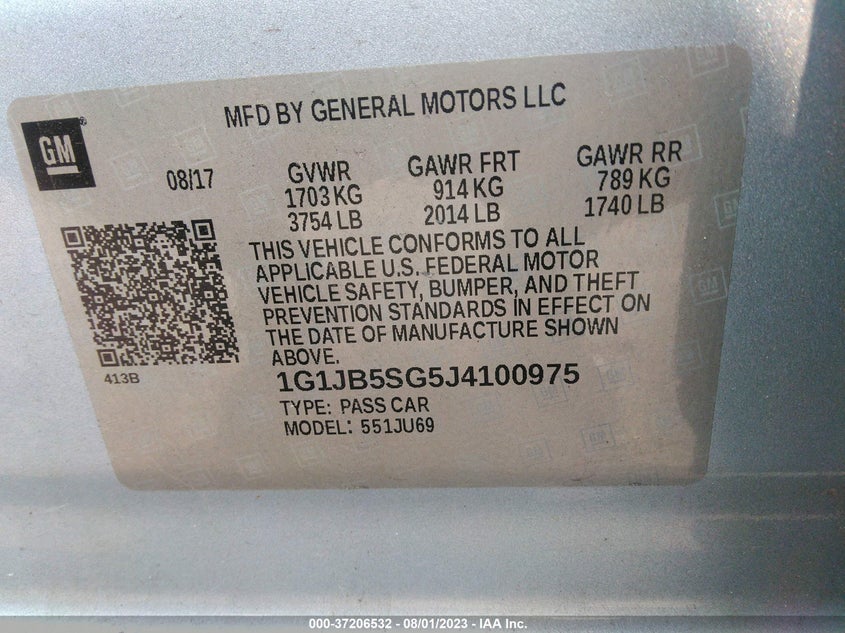 MFD BY GENERAL MOTORS LLC
GM
08/17
GVWR
1703 KG
3754 LB
GAWR FRT
914 KG
2014 LB
GAWR RR
789 KG
1740 LB
THIS VEHICLE CONFORMS TO ALL
APPLICABLE U.S. FEDERAL MOTOR
VEHICLE SAFETY, BUMPER, AND THEFT
PREVENTION STANDARDS IN EFFECT ON
THE DATE OF MANUFACTURE SHOWN
ABOVE.
413B
1G1JB5SG5J4100975
TYPE: PASS CAR
MODEL: 551JU69
000-37206532 - 08/01/2023 - IAA Inc.